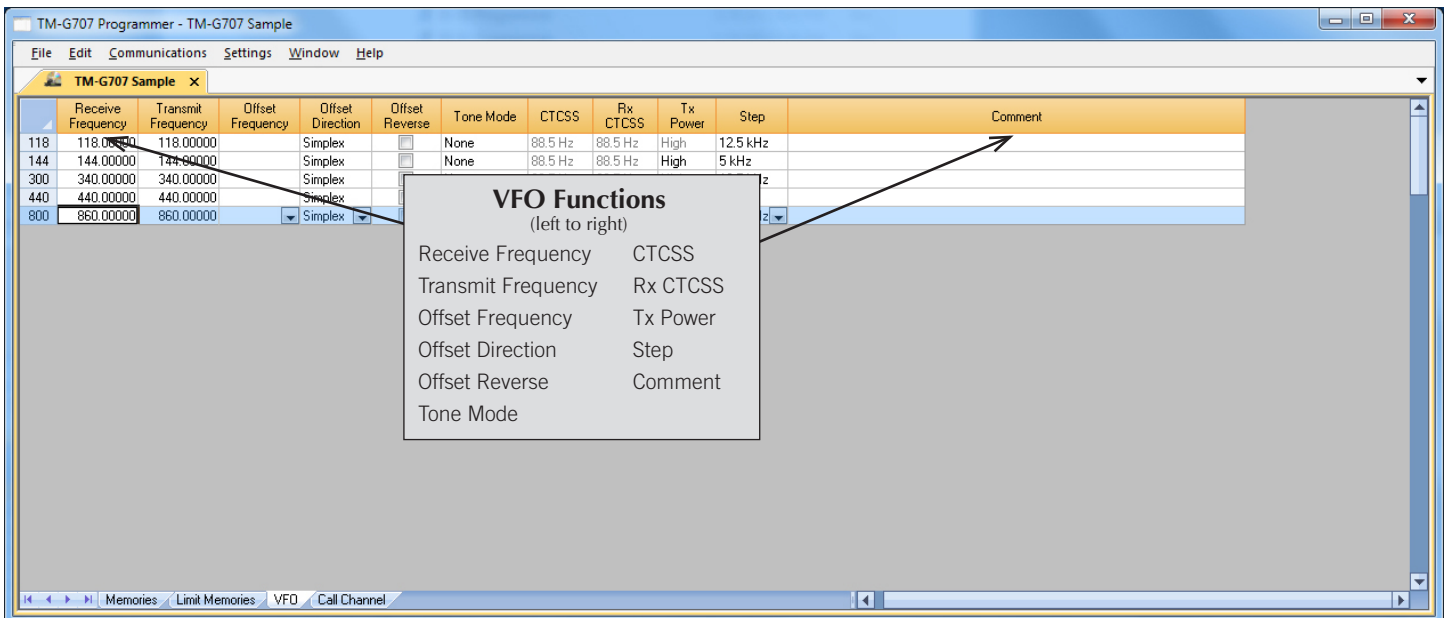 TM-G707 Programmer - TM-G707 Sample
File Edit Communications Settings Window Help
TM-G707 Sample X
Receive Frequency Transmit Frequency Offset Frequency Offset Direction Offset Reverse Tone Mode CTCSS Rx CTCSS Tx Power Step Comment
118 118.00000 118.00000 Simplex None 88.5 Hz 88.5 Hz High 12.5 kHz
144 144.00000 144.00000 Simplex None 88.5 Hz 88.5 Hz High 5 kHz
300 340.00000 340.00000 Simplex
440 440.00000 440.00000 Simplex
800 860.00000 860.00000 Simplex
VFO Functions
(left to right)
Receive Frequency CTCSS
Transmit Frequency Rx CTCSS
Offset Frequency Tx Power
Offset Direction Step
Offset Reverse Comment
Tone Mode
Memories Limit Memories VFO Call Channel